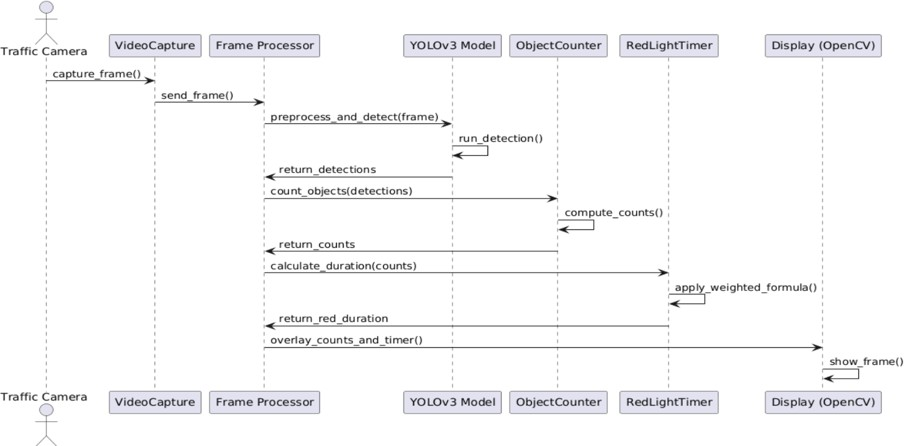 Traffic Camera
VideoCapture
Frame Processor
YOLOv3 Model
ObjectCounter
RedLightTimer
Display (OpenCV)
capture_frame()
send_frame()
preprocess_and_detect(frame)
run_detection()
return_detections
count_objects(detections)
compute_counts()
return_counts
calculate_duration(counts)
apply_weighted_formula()
return_red_duration
overlay_counts_and_timer()
show_frame()
Traffic Camera
VideoCapture
Frame Processor
YOLOv3 Model
ObjectCounter
RedLightTimer
Display (OpenCV)